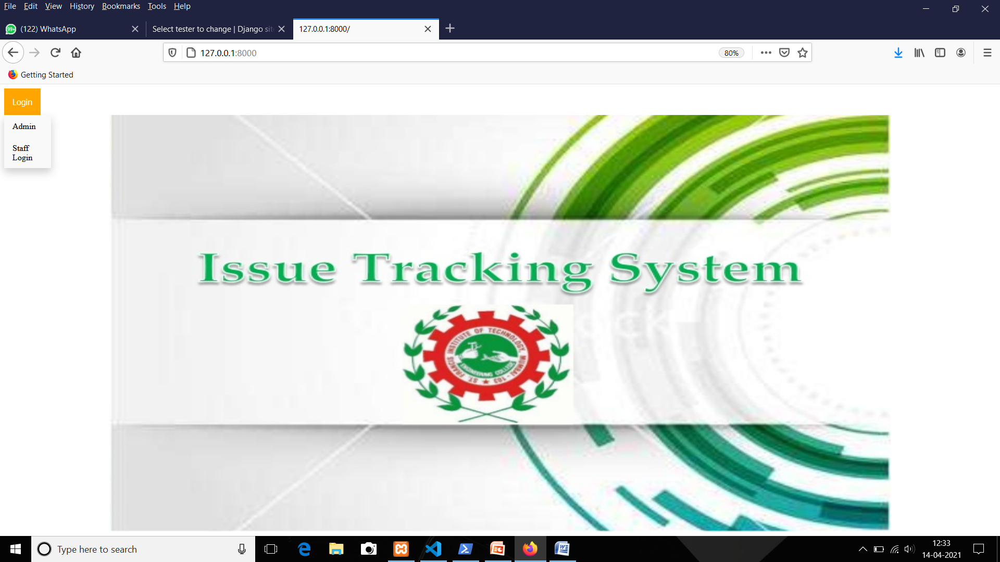 File Edit View History Bookmarks Tools Help
99+ (122) WhatsApp
Select tester to change | Django sit
127.0.0.1:8000/
127.0.0.1:8000
80%
Getting Started
Login
Admin
Staff
Login
Issue Tracking System
ST. FRANCIS INSTITUTE OF TECHNOLOGY, MUMBAI - 103
ENGINEERING COLLEGE
Type here to search
12:33
14-04-2021